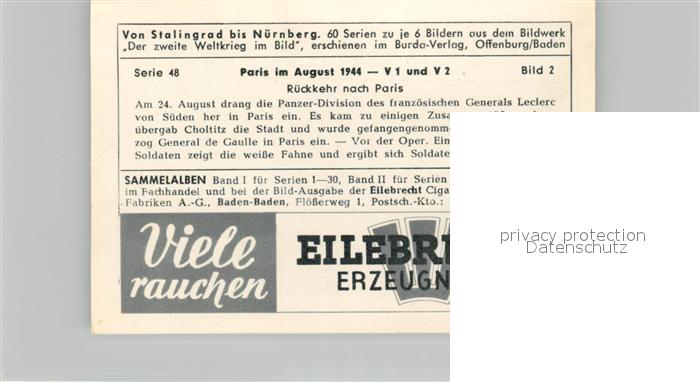 Von Stalingrad bis Nürnberg. 60 Serien zu je 6 Bildern aus dem Bildwerk
„Der zweite Weltkrieg im Bild", erschienen im Burda-Verlag, Offenburg/Baden
Serie 48 Paris im August 1944 — V 1 und V 2 Bild 2
Rückkehr nach Paris
Am 24. August drang die Panzer-Division des französischen Generals Leclerc
von Süden her in Paris ein. Es kam zu einigen
übergab Choltitz die Stadt und wurde
zog General de Gaulle in Paris ein. — Vor der Oper.
Soldaten zeigt die weiße Fahne und ergibt sich
SAMMELALBEN Band I für Serien 1—30, Band II für Serien
im Fachhandel und bei der Bild-Ausgabe der Eilebrecht
Fabriken A.-G., Baden-Baden, Flößerweg 1, Postsch.-Kto.:
Viele
rauchen
privacy protection
Datenschutz